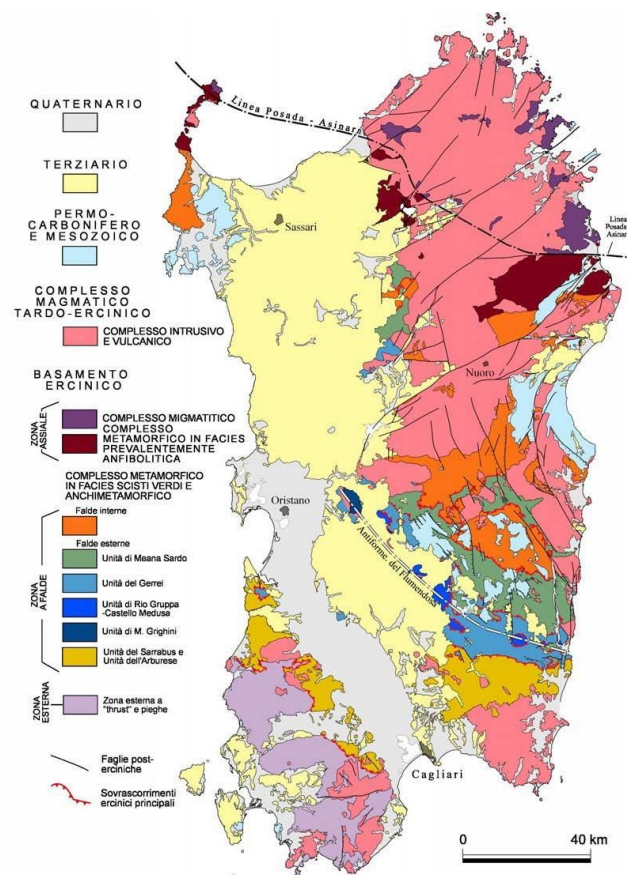 QUATERNARIO
TERZIARIO
PERMO-
CARBONIFERO
E MESOZOICO
COMPLESSO
MAGMATICO
TARDO-ERCINICO
COMPLESSO INTRUSIVO
E VULCANICO
BASAMENTO
ERCINICO
ZONA
ASSIALE
COMPLESSO MIGMATITICO
COMPLESSO
METAMORFICO IN FACIES
PREVALENTEMENTE
ANFIBOLITICA
COMPLESSO METAMORFICO
IN FACIES SCISTI VERDI E
ANCHIMETAMORFICO
ZONA
A FALDE
Falde interne
Falde esterne
Unità di Meana Sardo
Unità del Gerrei
Unità di Rio Gruppa
-Castello Medusa
Unità di M. Grighini
Unità del Sarrabus e
Unità dell'Arburese
ZONA
ESTERNA
Zona esterna a
"thrust" e pieghe
Faglie post-
erciniche
Sovrascorrimenti
ercinici principali
Linea Posada - Asinara
Sassari
Linea
Posada
Asinara
Nuoro
Oristano
Antiforme del Flumendosa
Cagliari
0 40 km